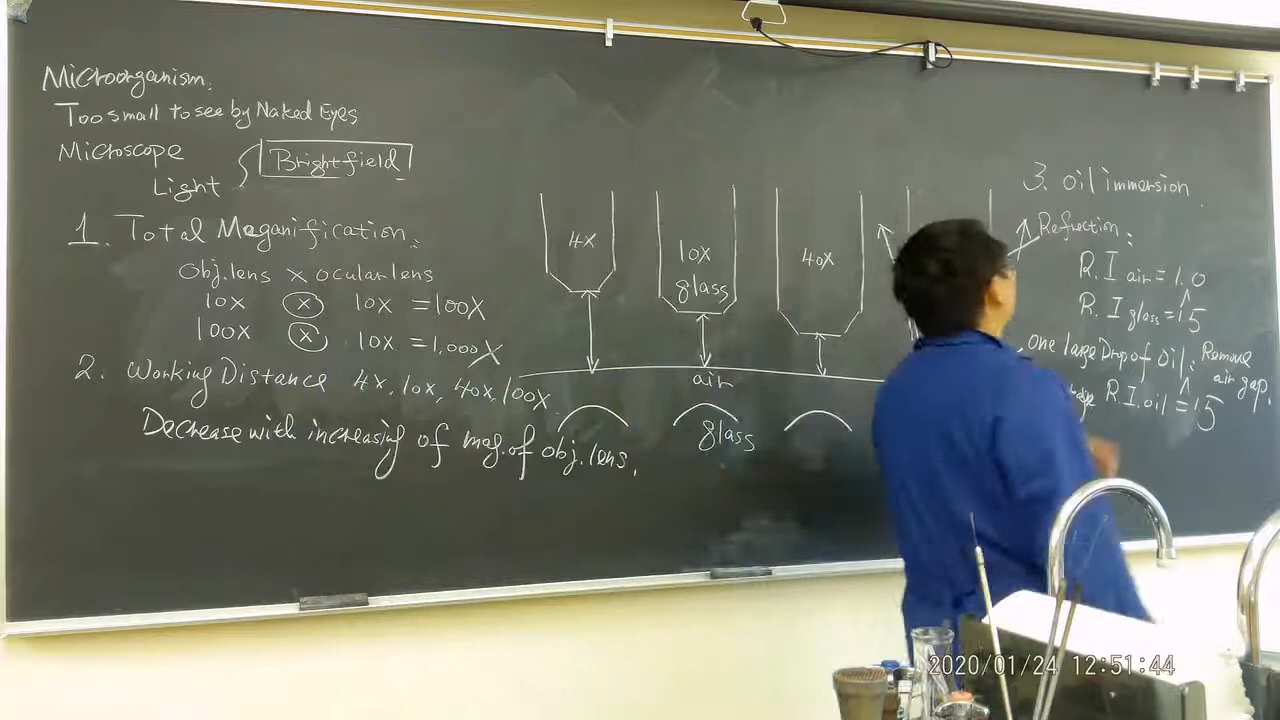 Microorganism.
Too small to see by Naked Eyes
Microscope
Light
Brightfield
1. Total Maganification:
Obj.lens x ocular lens
10x x 10x = 100X
100x x 10x = 1,000X
2. Working Distance 4x, 10x, 40x, 100x
Decrease with increasing of mag. of obj. lens.
4x
10x
glass
40x
air
glass
3. Oil immersion
Refraction:
R.I air = 1.0
R.I glass = 1.5
one large Drop of Oil: Remove
air gap.
R.I. oil = 1.5
2020/01/24 12:51:44